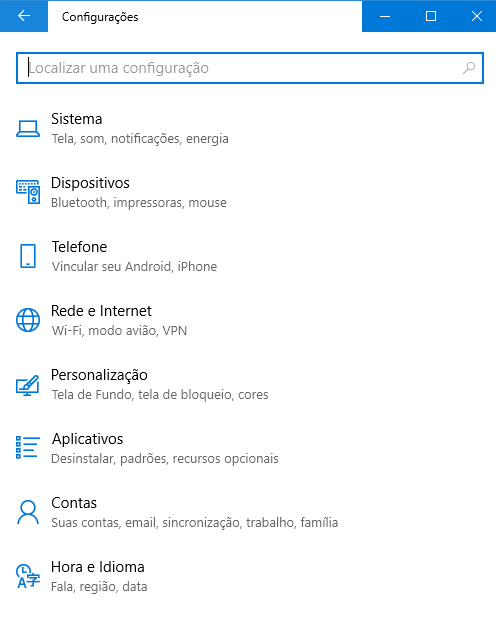 Configurações
Localizar uma configuração
Sistema
Tela, som, notificações, energia
Dispositivos
Bluetooth, impressoras, mouse
Telefone
Vincular seu Android, iPhone
Rede e Internet
Wi-Fi, modo avião, VPN
Personalização
Tela de Fundo, tela de bloqueio, cores
Aplicativos
Desinstalar, padrões, recursos opcionais
Contas
Suas contas, email, sincronização, trabalho, família
Hora e Idioma
Fala, região, data